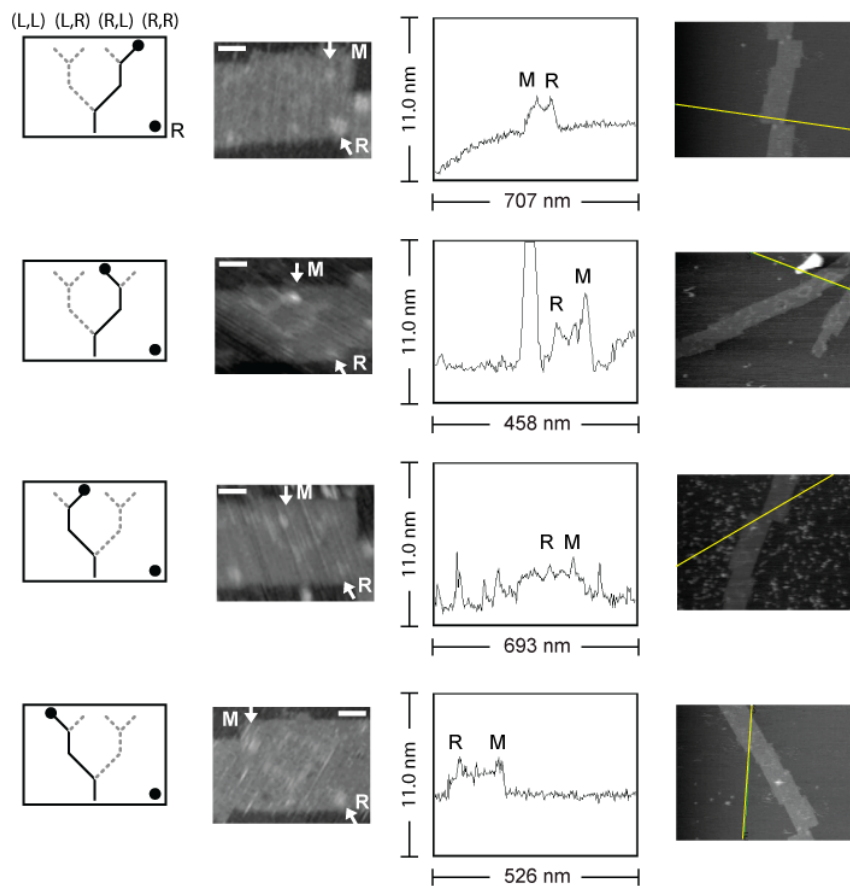 (L,L) (L,R) (R,L) (R,R)
R
M
R
M R
11.0 nm
707 nm
M
R
R M
11.0 nm
458 nm
M
R
R M
11.0 nm
693 nm
M
R
R M
11.0 nm
526 nm